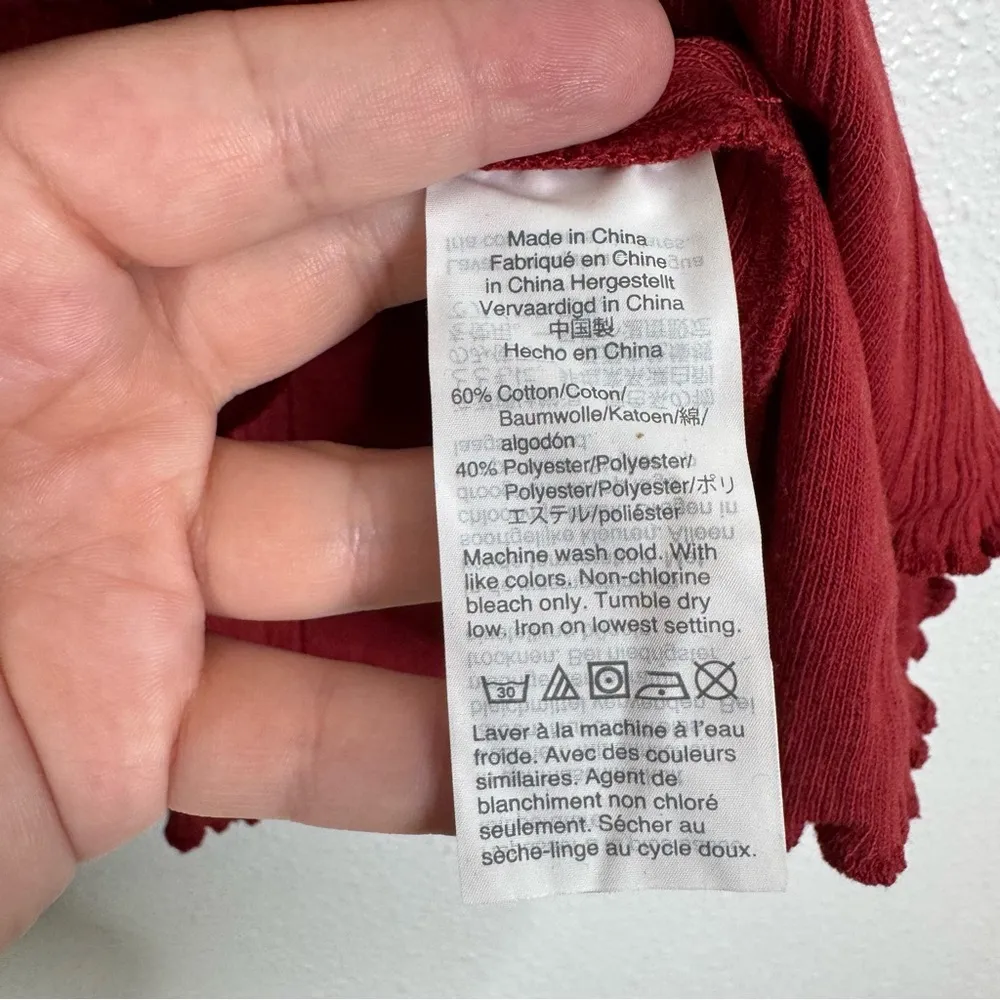 Made in China
Fabriqué en Chine
in China Hergestellt
Vervaardigd in China
中国製
Hecho en China
60% Cotton/Coton/
Baumwolle/Katoen/綿/
algodón
40% Polyester/Polyester/
Polyester/Polyester/ポリ
エステル/poliéster
Machine wash cold. With
like colors. Non-chlorine
bleach only. Tumble dry
low. Iron on lowest setting.
30
Laver à la machine à l'eau
froide. Avec des couleurs
similaires. Agent de
blanchiment non chloré
seulement. Sécher au
sèche-linge au cycle doux.